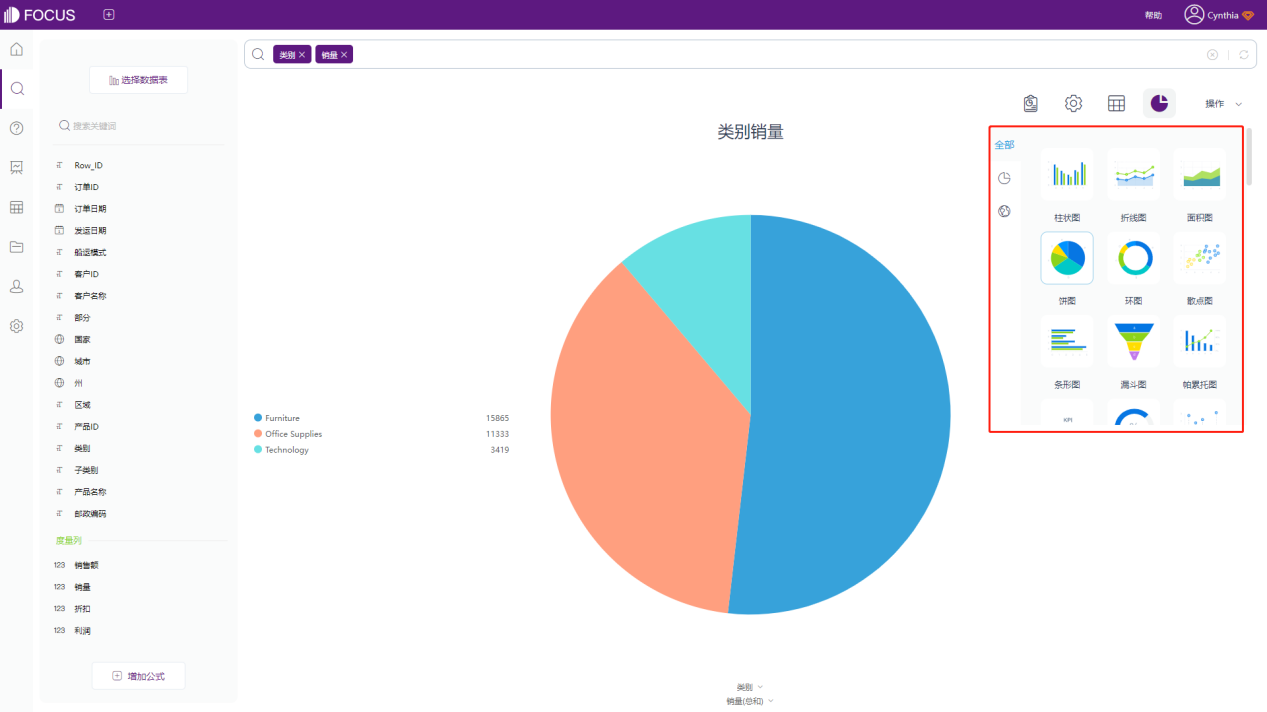 FOCUS
帮助
Cynthia
选择数据表
搜索关键词
Row_ID
订单ID
订单日期
发运日期
船运模式
客户ID
客户名称
部分
国家
城市
州
区域
产品ID
类别
子类别
产品名称
邮政编码
度量列
123 销售额
123 销量
123 折扣
123 利润
增加公式
类别 销量
操作
类别销量
Furniture 15865
Office Supplies 11333
Technology 3419
类别
销量(总和)
全部
柱状图 折线图 面积图
饼图 环图 散点图
条形图 漏斗图 帕累托图
KPI